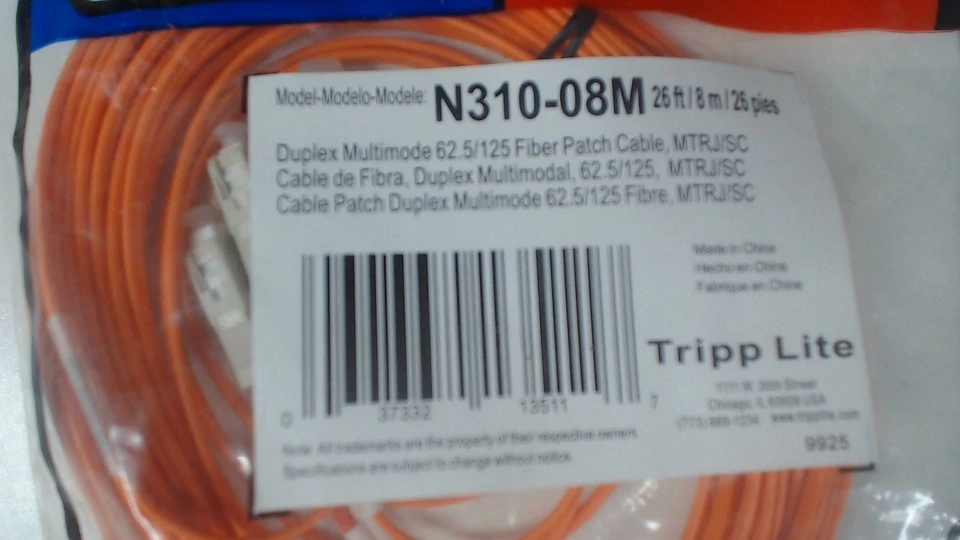 Model-Modelo-Modele: N310-08M 26 ft / 8 m / 26 pies
Duplex Multimode 62.5/125 Fiber Patch Cable, MTRJ/SC
Cable de Fibra, Duplex Multimodal, 62.5/125, MTRJ/SC
Cable Patch Duplex Multimode 62.5/125 Fibre, MTRJ/SC
Made in China
Hecho en China
Fabrique en China
Tripp Lite
1111 W. 35th Street
Chicago, IL 60609 USA
(773) 869-1234 www.tripplite.com
9925
0 37332 13511 7
Note: All trademarks are the property of their respective owners.
Specifications are subject to change without notice.